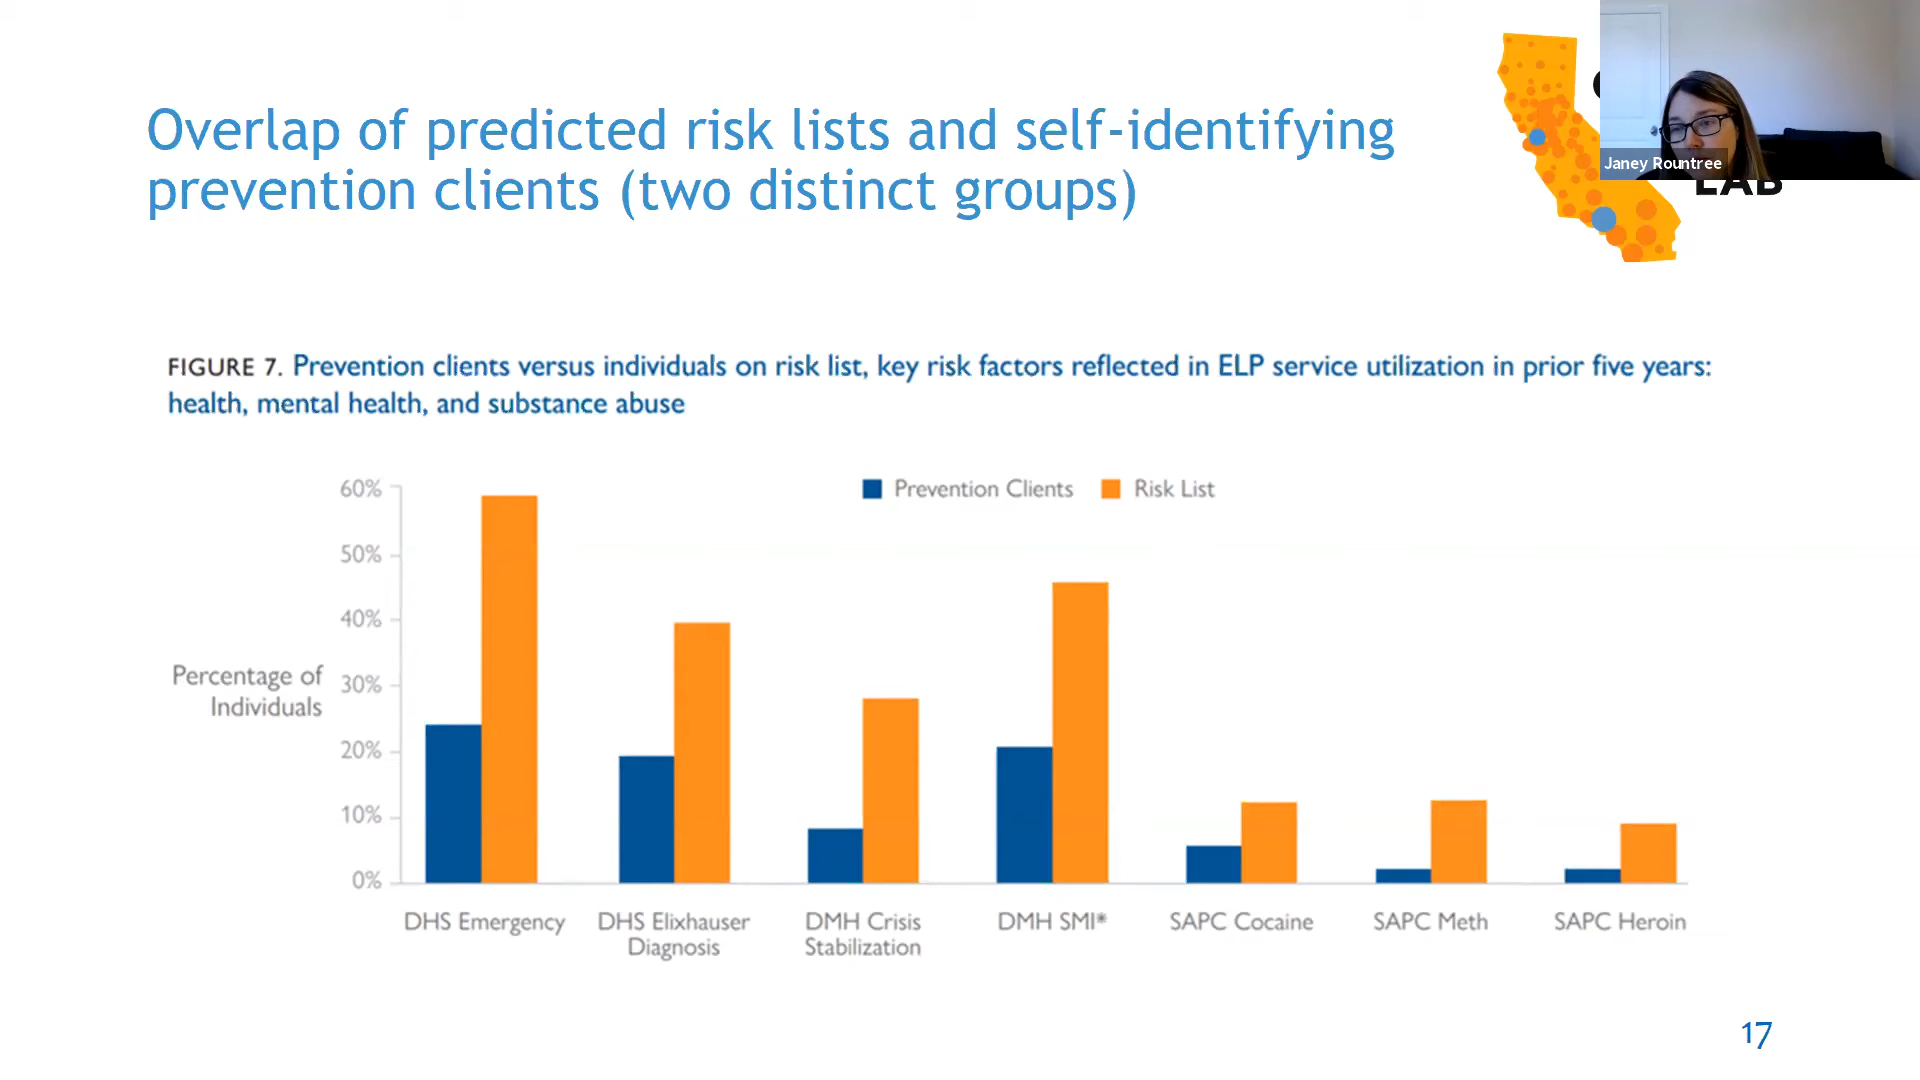 Overlap of predicted risk lists and self-identifying
prevention clients (two distinct groups)
Janey Rountree
LAB
FIGURE 7. Prevention clients versus individuals on risk list, key risk factors reflected in ELP service utilization in prior five years:
health, mental health, and substance abuse
Prevention Clients
Risk List
60%
50%
40%
30%
20%
10%
0%
Percentage of
Individuals
DHS Emergency
DHS Elixhauser
Diagnosis
DMH Crisis
Stabilization
DMH SMI*
SAPC Cocaine
SAPC Meth
SAPC Heroin
17